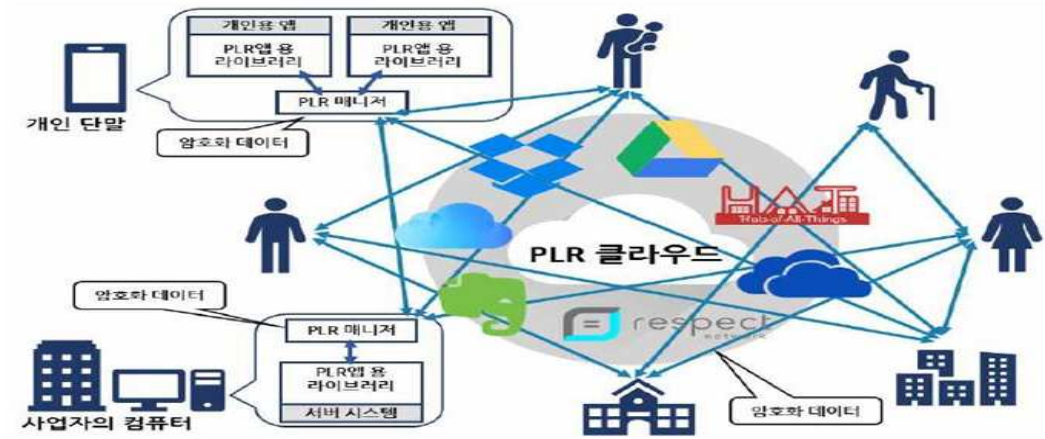 개인용 앱
개인용 앱
PLR앱 용
라이브러리
PLR앱 용
라이브러리
PLR 매니저
개인 단말
암호화 데이터
HAT
Hub-of-All-Things
PLR 클라우드
암호화 데이터
PLR 매니저
respect
network
PLR앱 용
라이브러리
서버 시스템
사업자의 컴퓨터
암호화 데이터